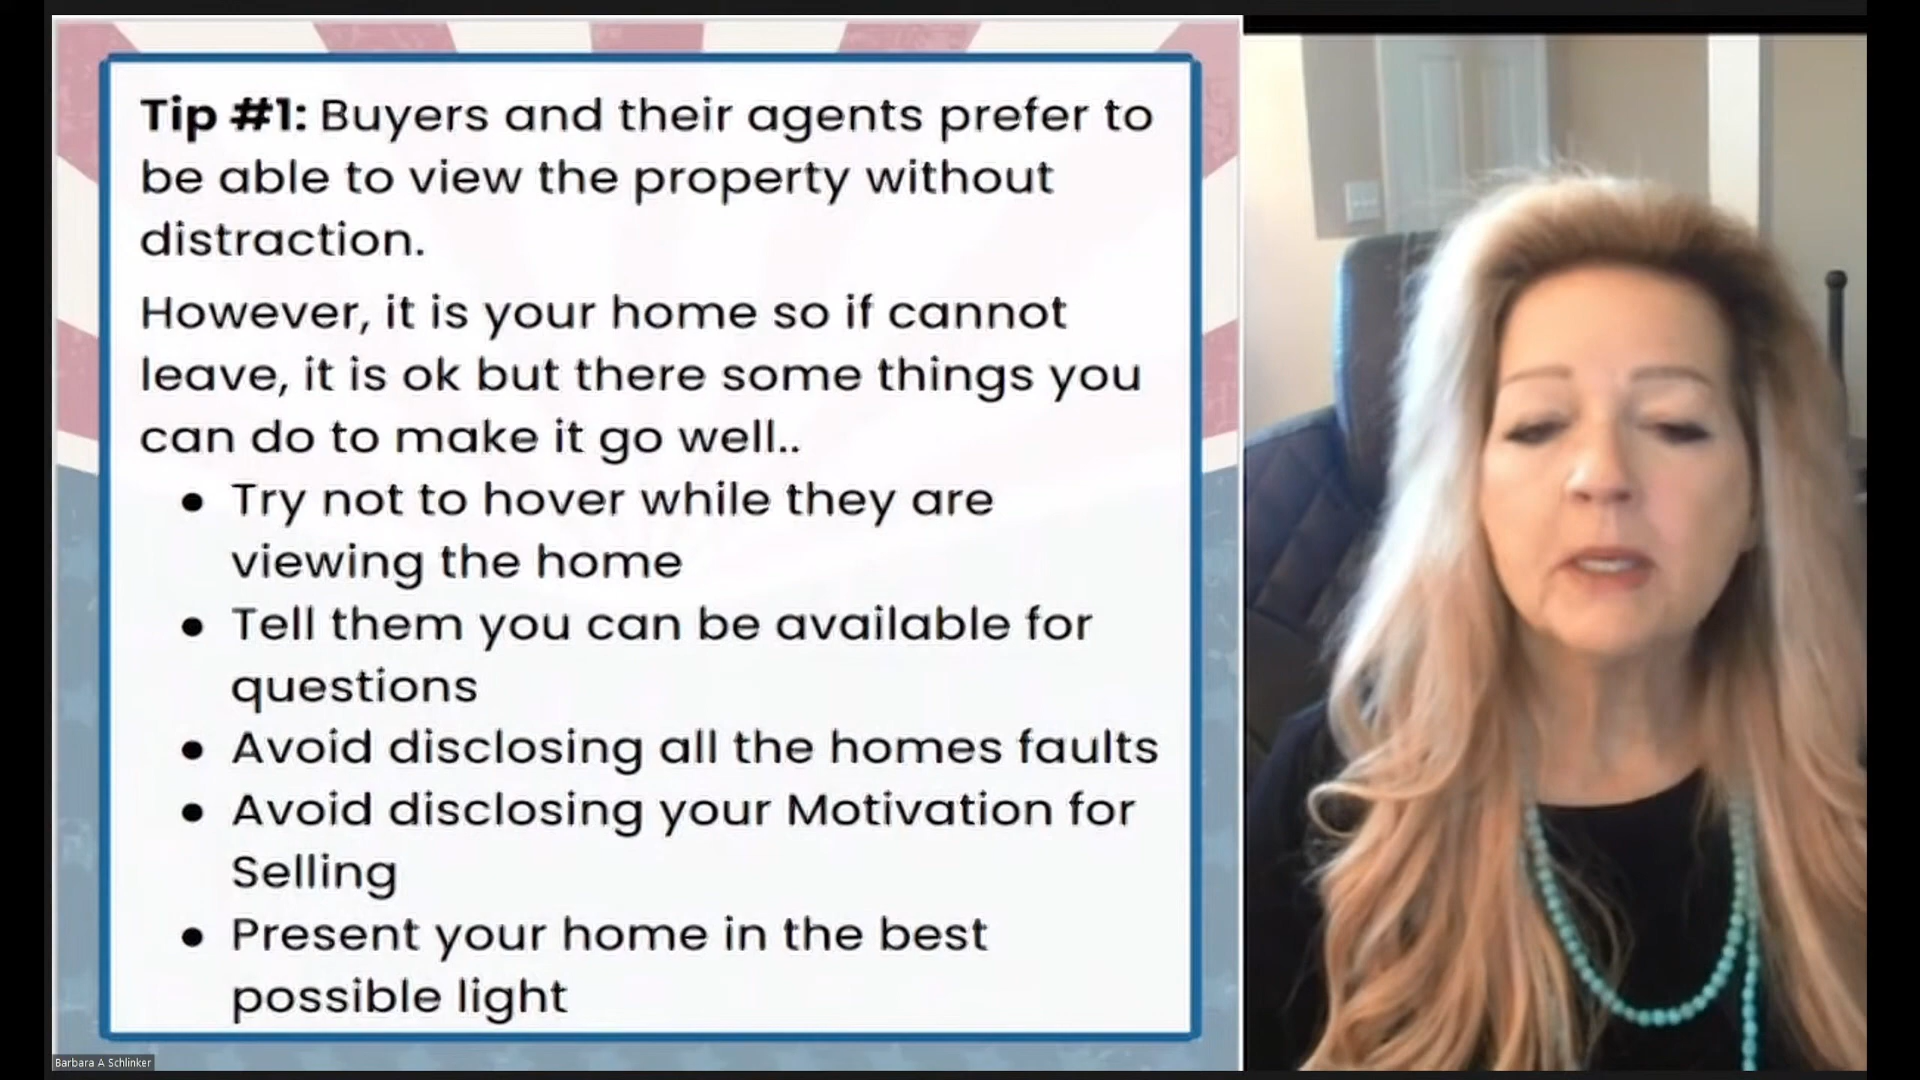 Tip #1: Buyers and their agents prefer to
be able to view the property without
distraction.
However, it is your home so if cannot
leave, it is ok but there some things you
can do to make it go well..
● Try not to hover while they are
viewing the home
● Tell them you can be available for
questions
● Avoid disclosing all the homes faults
● Avoid disclosing your Motivation for
Selling
● Present your home in the best
possible light
Barbara A Schlinker